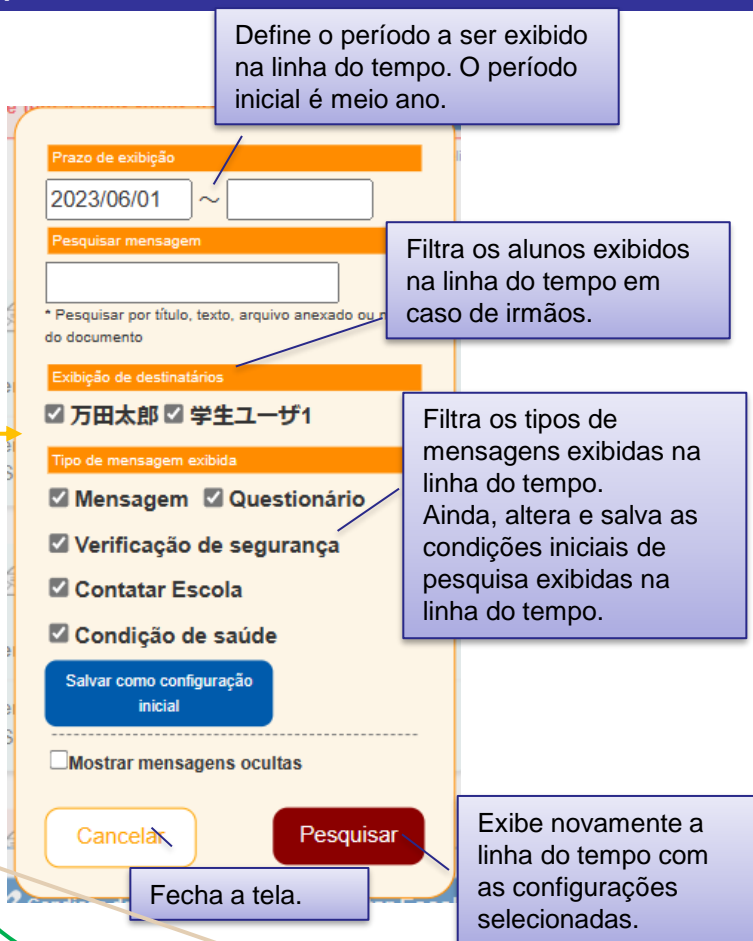 Define o período a ser exibido
na linha do tempo. O período
inicial é meio ano.
Prazo de exibição
2023/06/01 ～
Pesquisar mensagem
* Pesquisar por título, texto, arquivo anexado ou
do documento
Filtra os alunos exibidos
na linha do tempo em
caso de irmãos.
Exibição de destinatários
万田太郎 学生ユーザ1
Tipo de mensagem exibida
Mensagem Questionário
Verificação de segurança
Contatar Escola
Condição de saúde
Filtra os tipos de
mensagens exibidas na
linha do tempo.
Ainda, altera e salva as
condições iniciais de
pesquisa exibidas na
linha do tempo.
Salvar como configuração
inicial
Mostrar mensagens ocultas
Cancelar Pesquisar
Fecha a tela.
Exibe novamente a
linha do tempo com
as configurações
selecionadas.